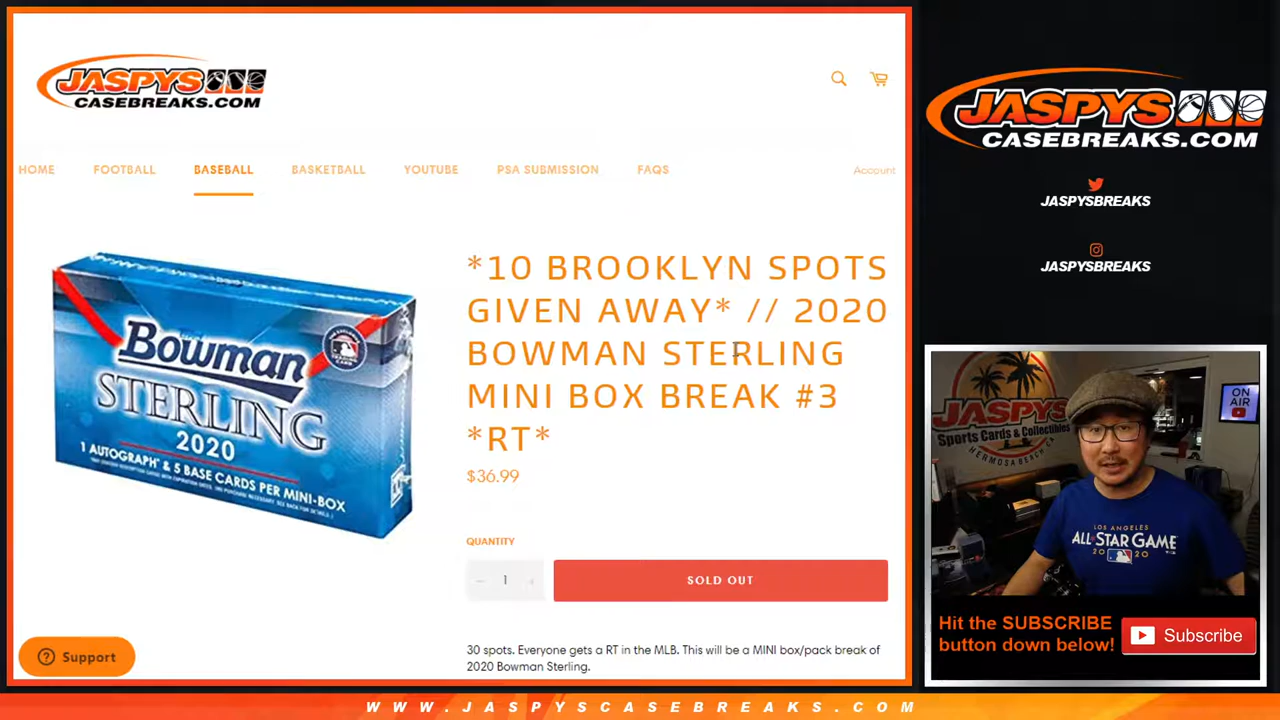 JASPYS
CASEBREAKS.COM
HOME
FOOTBALL
BASEBALL
BASKETBALL
YOUTUBE
PSA SUBMISSION
FAQS
Account
Bowman
STERLING
2020
1 AUTOGRAPH* & 5 BASE CARDS PER MINI-BOX
*10 BROOKLYN SPOTS
GIVEN AWAY* // 2020
BOWMAN STERLING
MINI BOX BREAK #3
*RT*
$36.99
QUANTITY
− 1 +
SOLD OUT
30 spots. Everyone gets a RT in the MLB. This will be a MINI box/pack break of
2020 Bowman Sterling.
Support
JASPYS
CASEBREAKS.COM
JASPYSBREAKS
JASPYSBREAKS
JASPYS
Sports Cards & Collectibles
HERMOSA BEACH
ON
AIR
LOS ANGELES
ALL-STAR GAME
2020
Hit the SUBSCRIBE
button down below!
Subscribe
WWW.JASPYSCASEBREAKS.COM